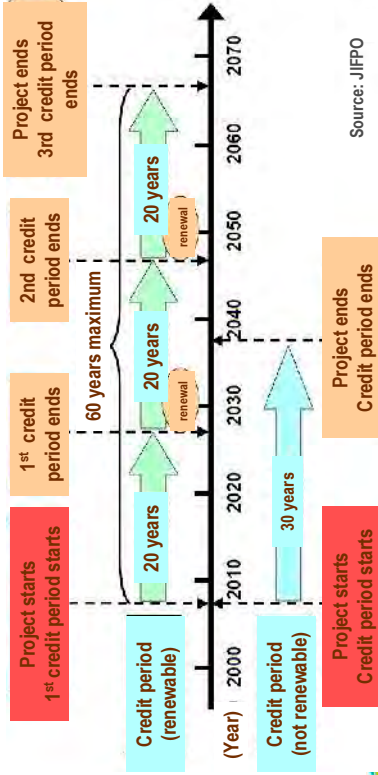 Project starts
1st credit period starts
1st credit
period ends
2nd credit
period ends
Project ends
3rd credit period
ends
60 years maximum
Credit period
(renewable)
20 years
renewal
20 years
renewal
20 years
(Year)
2000
2010
2020
2030
2040
2050
2060
2070
Credit period
(not renewable)
30 years
Project starts
Credit period starts
Project ends
Credit period ends
Source: JIFPO